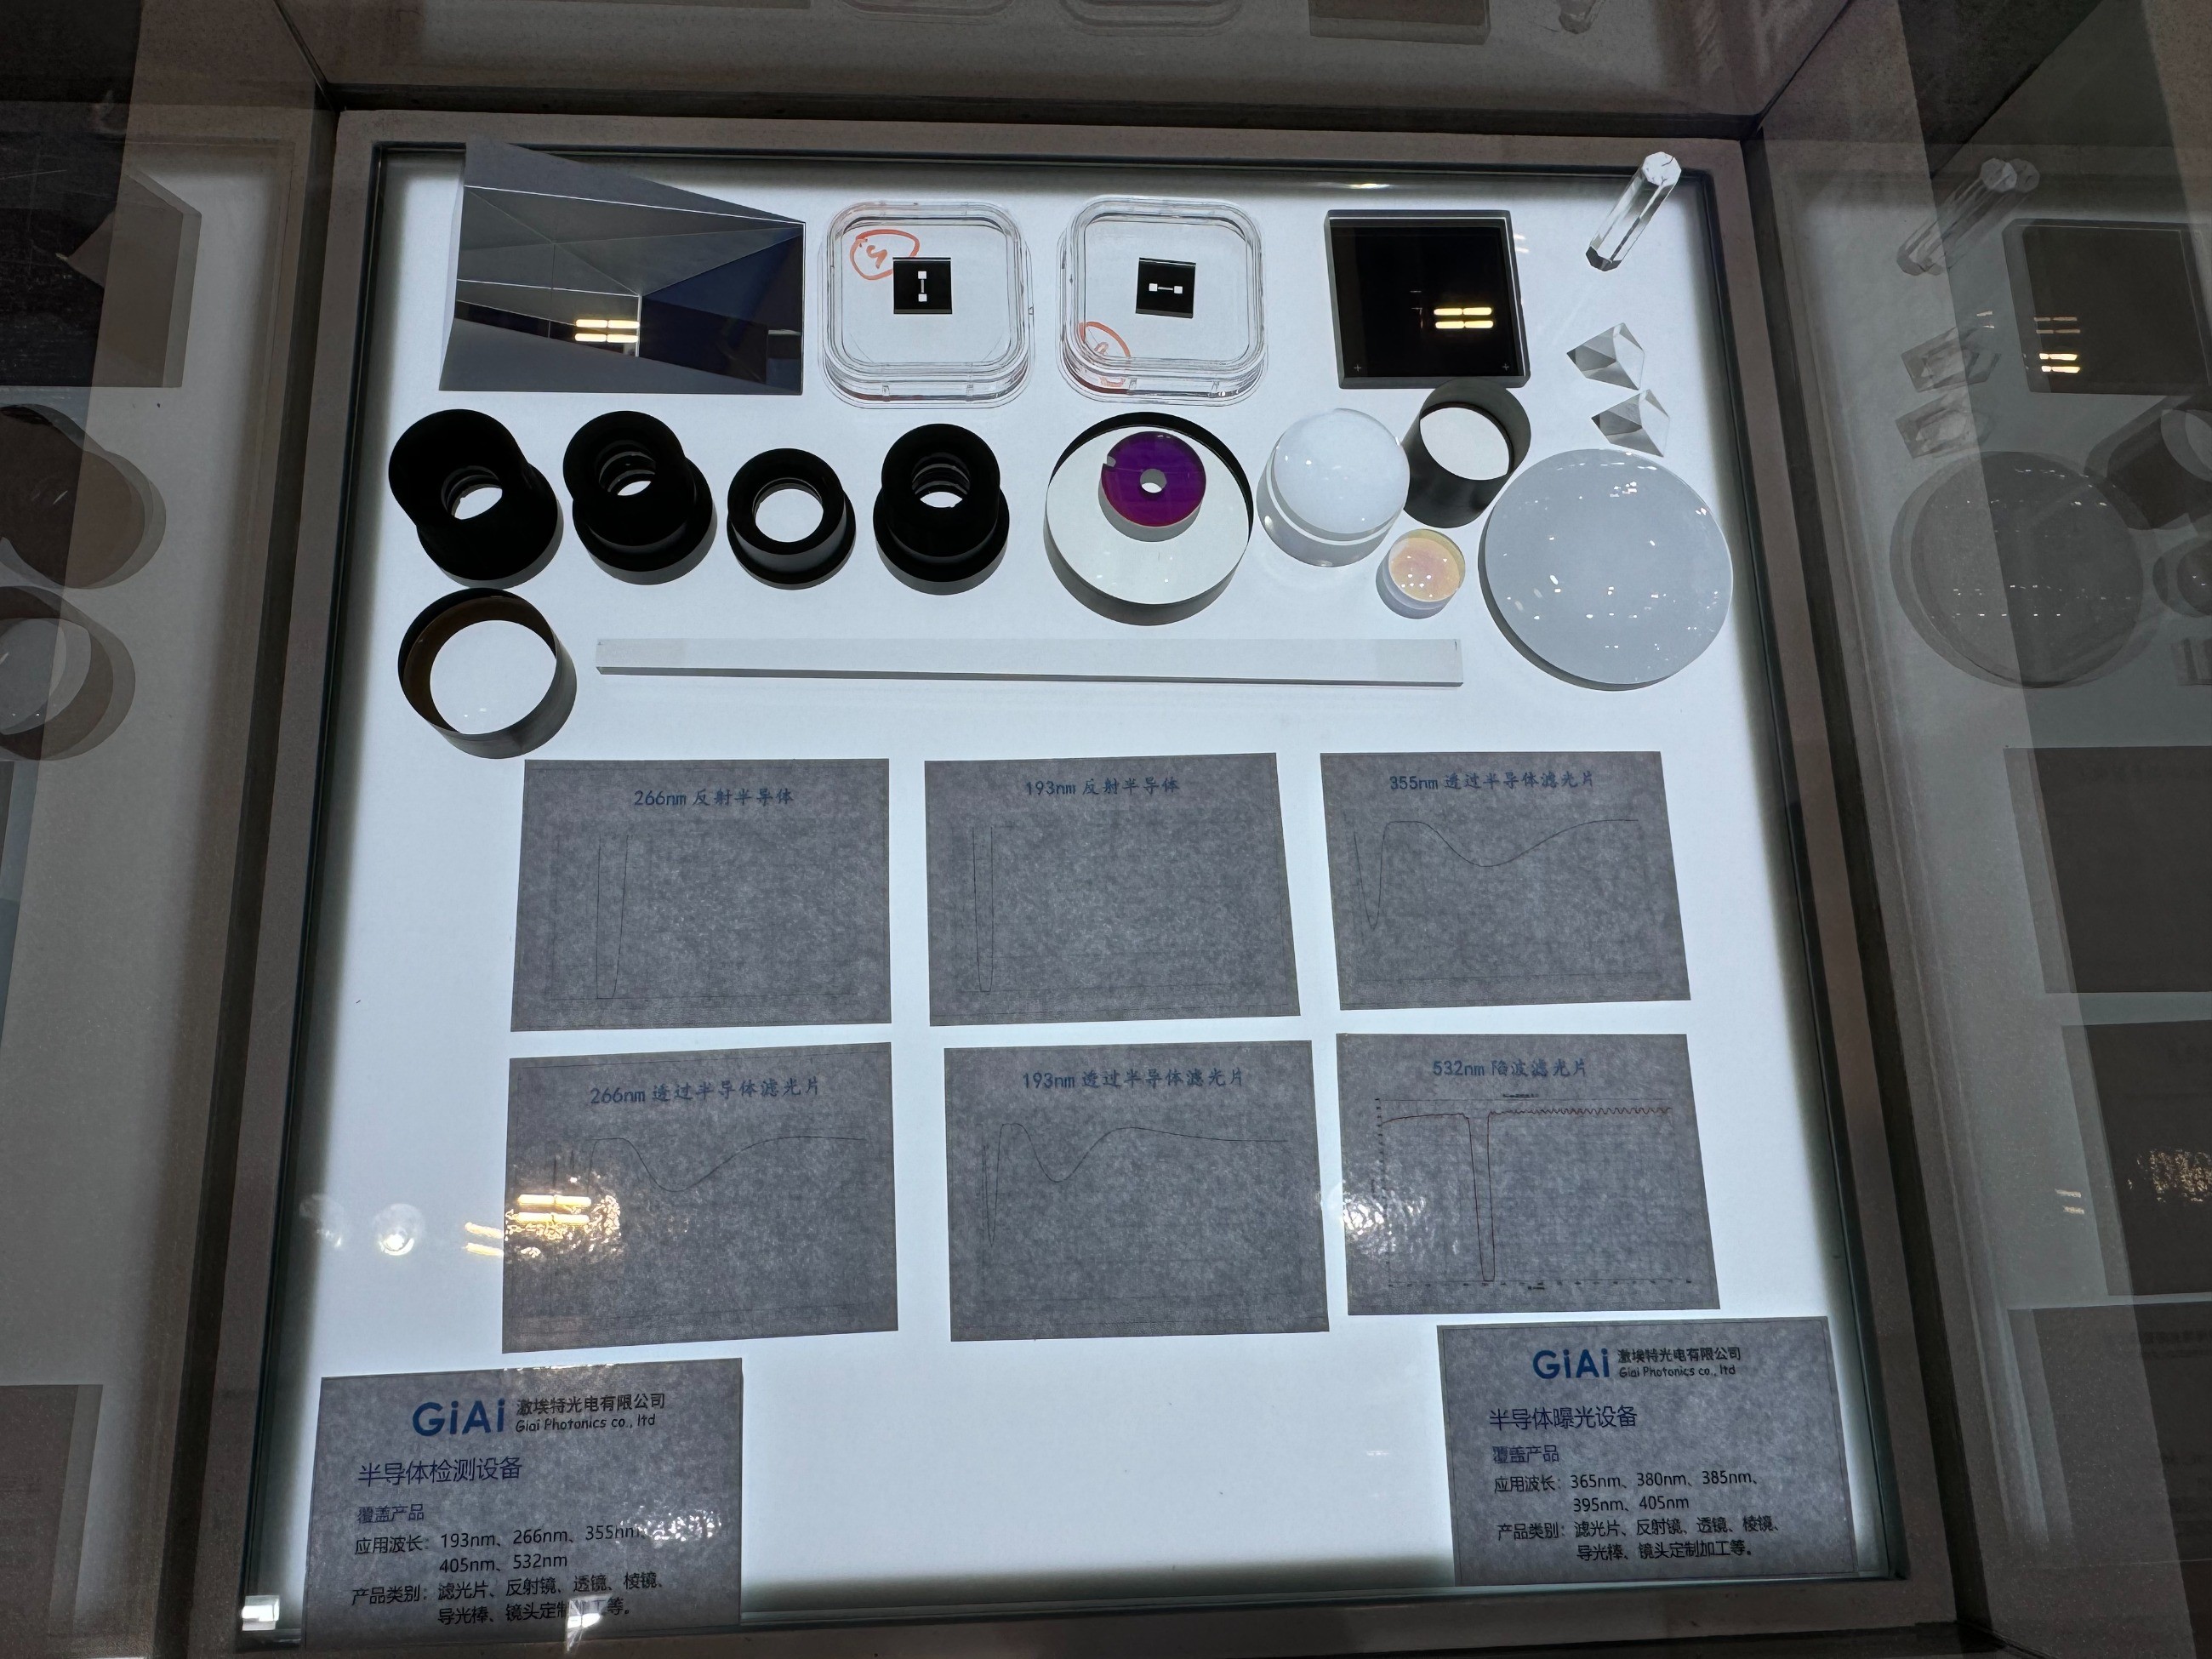 266nm 反射半导体
193nm 反射半导体
355nm 透过半导体滤光片
266nm 透过半导体滤光片
193nm 透过半导体滤光片
532nm 陷波滤光片
GiAi 激埃特光电有限公司
Giai Photonics co., ltd
半导体检测设备
覆盖产品
应用波长：193nm、266nm、355nm、
405nm、532nm
产品类别：滤光片、反射镜、透镜、棱镜、
导光棒、镜头定制加工等。
GiAi 激埃特光电有限公司
Giai Photonics co., ltd
半导体曝光设备
覆盖产品
应用波长：365nm、380nm、385nm、
395nm、405nm
产品类别：滤光片、反射镜、透镜、棱镜、
导光棒、镜头定制加工等。